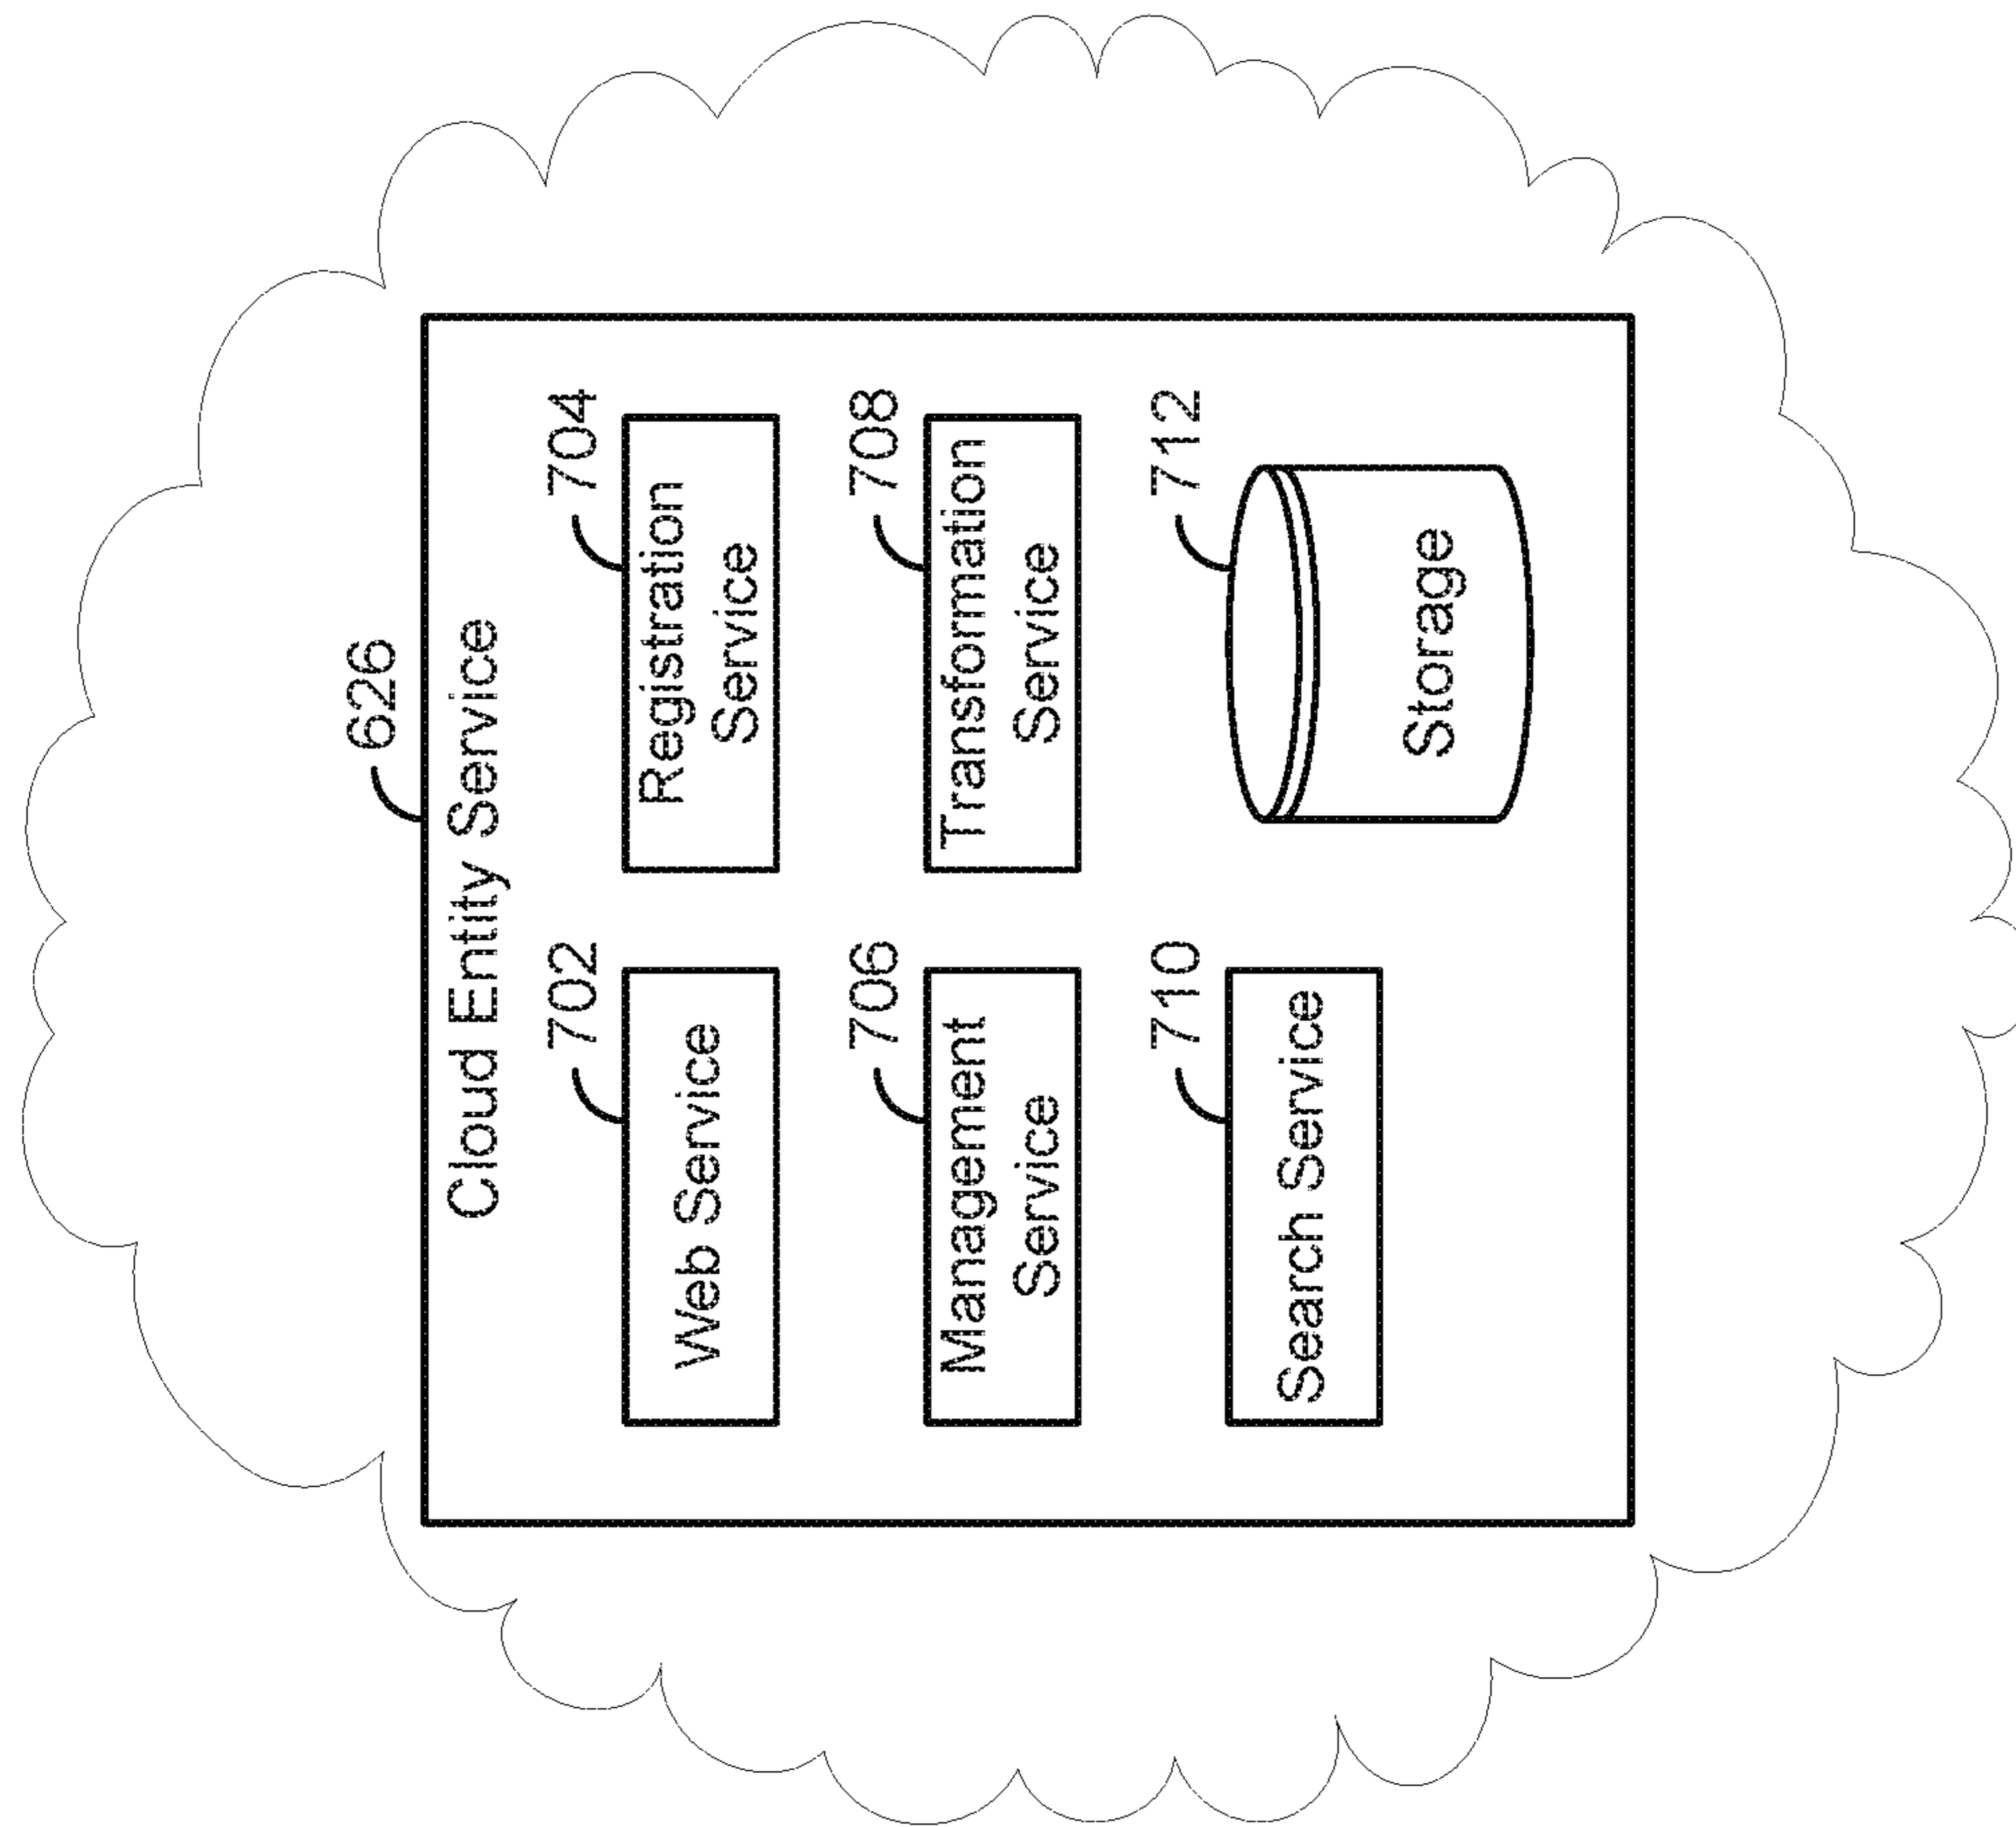 626
Cloud Entity Service
702
Web Service
704
Registration
Service
706
Management
Service
708
Transformation
Service
710
Search Service
712
Storage